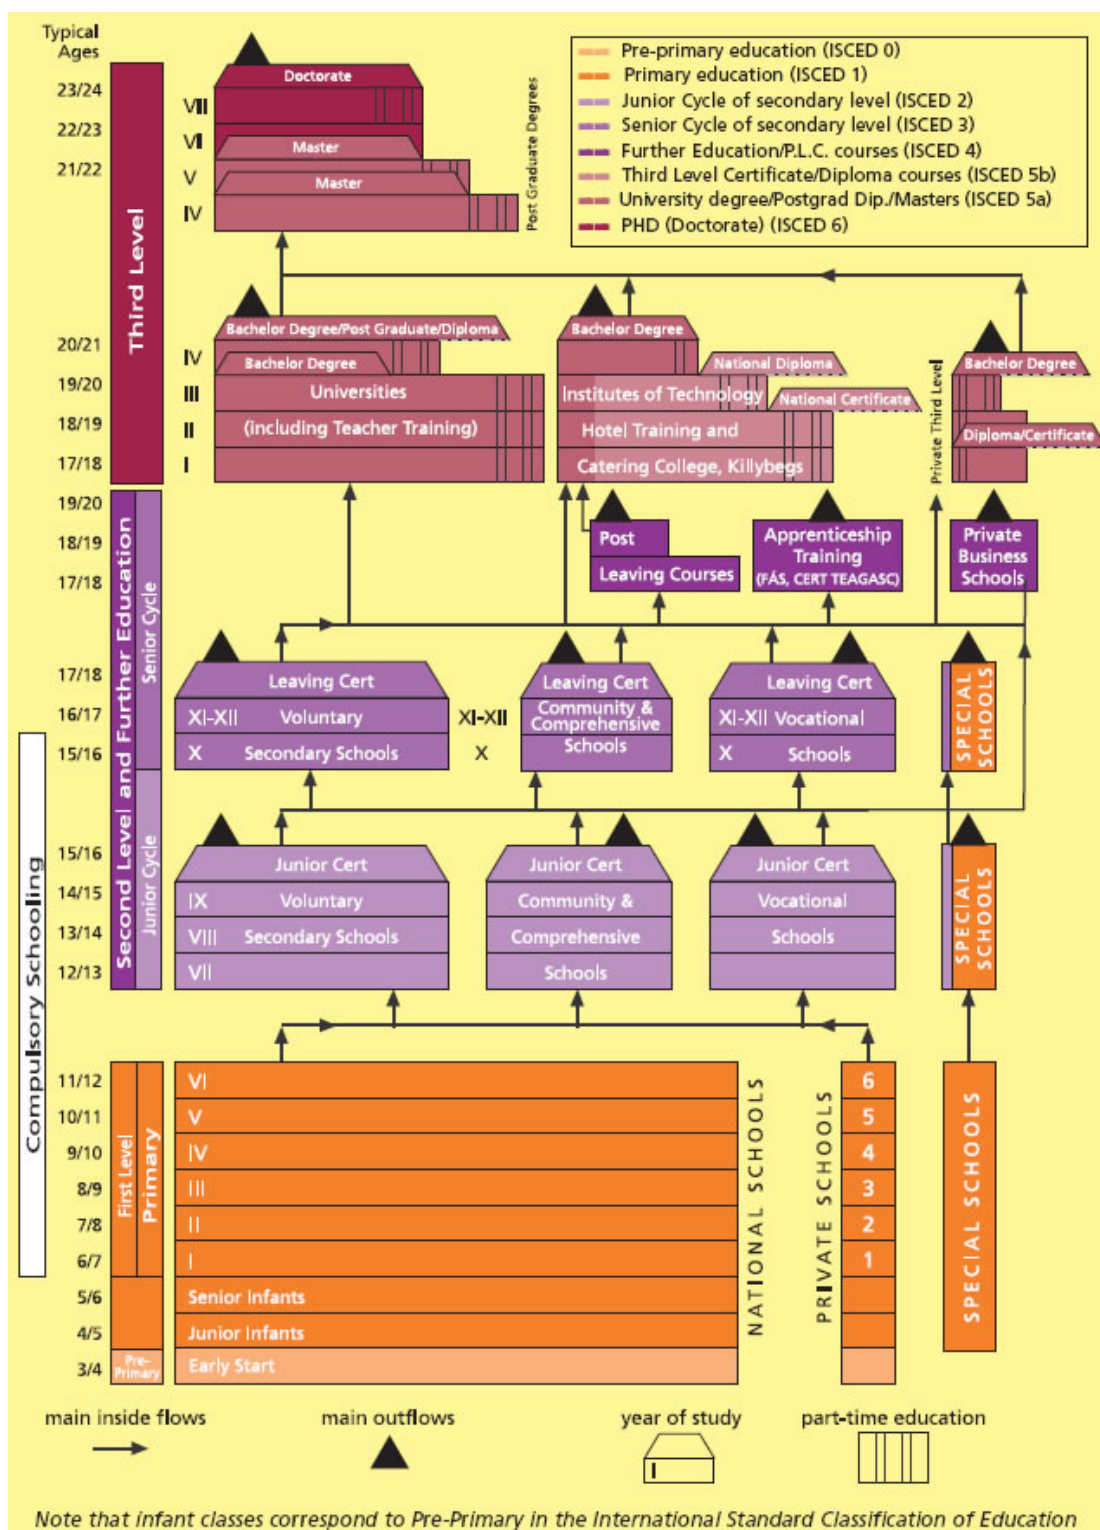 Typical
Ages
Pre-primary education (ISCED 0)
Primary education (ISCED 1)
Junior Cycle of secondary level (ISCED 2)
Senior Cycle of secondary level (ISCED 3)
Further Education/P.L.C. courses (ISCED 4)
Third Level Certificate/Diploma courses (ISCED 5b)
University degree/Postgrad Dip./Masters (ISCED 5a)
PHD (Doctorate) (ISCED 6)
Third Level
23/24
22/23
21/22
VIII
VII
V
IV
Doctorate
Master
Master
Post Graduate Degrees
20/21
19/20
18/19
17/18
IV
III
II
I
Bachelor Degree/Post Graduate/Diploma
Bachelor Degree
Universities
(including Teacher Training)
Bachelor Degree
National Diploma
Institutes of Technology
National Certificate
Hotel Training and
Catering College, Killybegs
Private Third Level
Bachelor Degree
Diploma/Certificate
Second Level and Further Education
Senior Cycle
19/20
18/19
17/18
Post
Leaving Courses
Apprenticeship
Training
(FÁS, CERT TEAGASC)
Private
Business
Schools
17/18
16/17
15/16
Leaving Cert
XI-XII Voluntary
X Secondary Schools
XI-XII
X
Leaving Cert
Community &
Comprehensive
Schools
Leaving Cert
XI-XII Vocational
X Schools
SPECIAL
SCHOOLS
Compulsory Schooling
Junior Cycle
15/16
14/15
13/14
12/13
Junior Cert
IX Voluntary
VIII Secondary Schools
VII
Junior Cert
Community &
Comprehensive
Schools
Junior Cert
Vocational
Schools
SPECIAL
SCHOOLS
First Level
Primary
11/12
10/11
9/10
8/9
7/8
6/7
5/6
4/5
3/4
Pre-
Primary
VI
V
IV
III
II
I
Senior Infants
Junior Infants
Early Start
NATIONAL SCHOOLS
PRIVATE SCHOOLS
6
5
4
3
2
1
SPECIAL SCHOOLS
main inside flows
main outflows
year of study
I
part-time education
Note that infant classes correspond to Pre-Primary in the International Standard Classification of Education